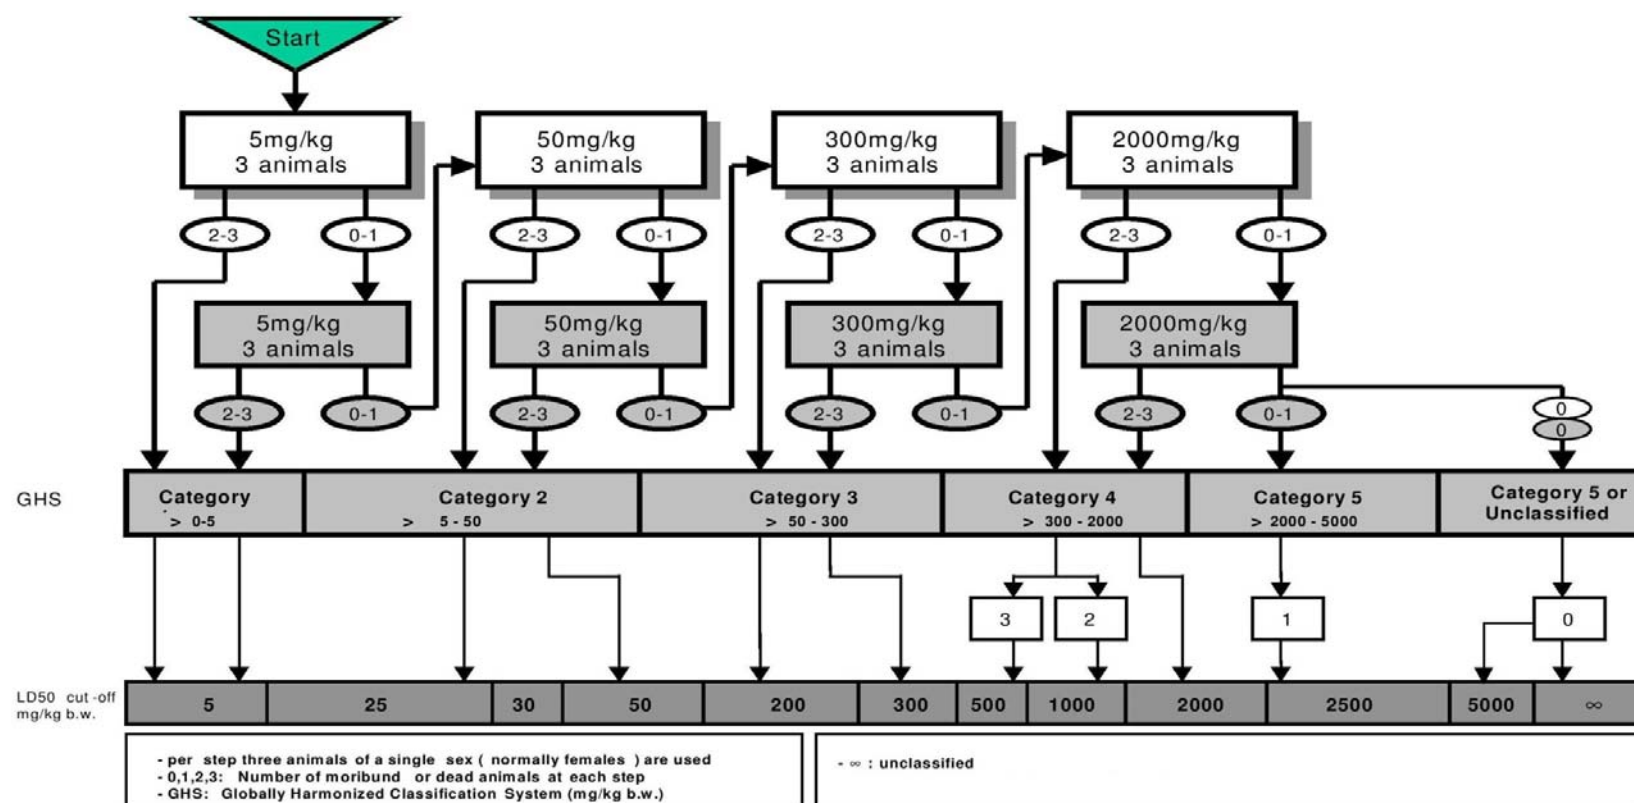 Start
5mg/kg
3 animals
50mg/kg
3 animals
300mg/kg
3 animals
2000mg/kg
3 animals
2-3
0-1
2-3
0-1
2-3
0-1
2-3
0-1
5mg/kg
3 animals
50mg/kg
3 animals
300mg/kg
3 animals
2000mg/kg
3 animals
2-3
0-1
2-3
0-1
2-3
0-1
2-3
0-1
0
0
GHS
Category
> 0-5
Category 2
> 5 - 50
Category 3
> 50 - 300
Category 4
> 300 - 2000
Category 5
> 2000 - 5000
Category 5 or
Unclassified
3
2
1
0
LD50 cut-off
mg/kg b.w.
5
25
30
50
200
300
500
1000
2000
2500
5000
∞
- per step three animals of a single sex ( normally females ) are used
- 0,1,2,3: Number of moribund or dead animals at each step
- GHS: Globally Harmonized Classification System (mg/kg b.w.)
- ∞ : unclassified